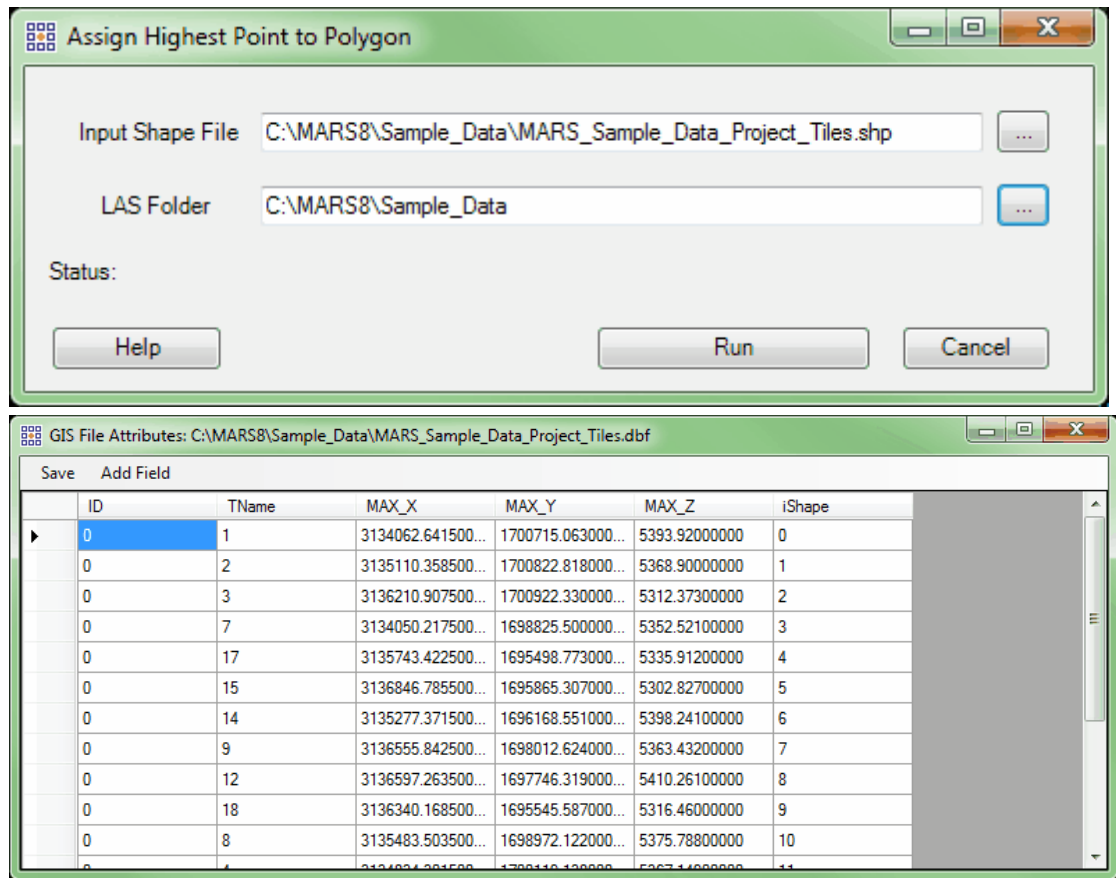 Assign Highest Point to Polygon
Input Shape File C:\MARS8\Sample_Data\MARS_Sample_Data_Project_Tiles.shp ...
LAS Folder C:\MARS8\Sample_Data ...
Status:
Help Run Cancel
GIS File Attributes: C:\MARS8\Sample_Data\MARS_Sample_Data_Project_Tiles.dbf
Save Add Field
ID TName MAX_X MAX_Y MAX_Z iShape
0 1 3134062.641500... 1700715.063000... 5393.92000000 0
0 2 3135110.358500... 1700822.818000... 5368.90000000 1
0 3 3136210.907500... 1700922.330000... 5312.37300000 2
0 7 3134050.217500... 1698825.500000... 5352.52100000 3
0 17 3135743.422500... 1695498.773000... 5335.91200000 4
0 15 3136846.785500... 1695865.307000... 5302.82700000 5
0 14 3135277.371500... 1696168.551000... 5398.24100000 6
0 9 3136555.842500... 1698012.624000... 5363.43200000 7
0 12 3136597.263500... 1697746.319000... 5410.26100000 8
0 18 3136340.168500... 1695545.587000... 5316.46000000 9
0 8 3135483.503500... 1698972.122000... 5375.78800000 10